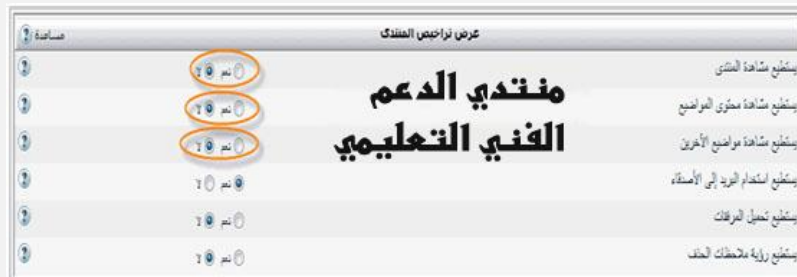 عرض تراخيص المنتدى
مساعدة
يستطيع مشاهدة المنتدى
نعم لا
يستطيع مشاهدة محتوى المواضيع
نعم لا
يستطيع مشاهدة مواضيع الآخرين
نعم لا
يستطيع استخدام البريد إلى الأصدقاء
نعم لا
يستطيع تحميل المرفقات
نعم لا
يستطيع رؤية ملاحظات الحذف
نعم لا
منتدي الدعم
الفني التعليمي